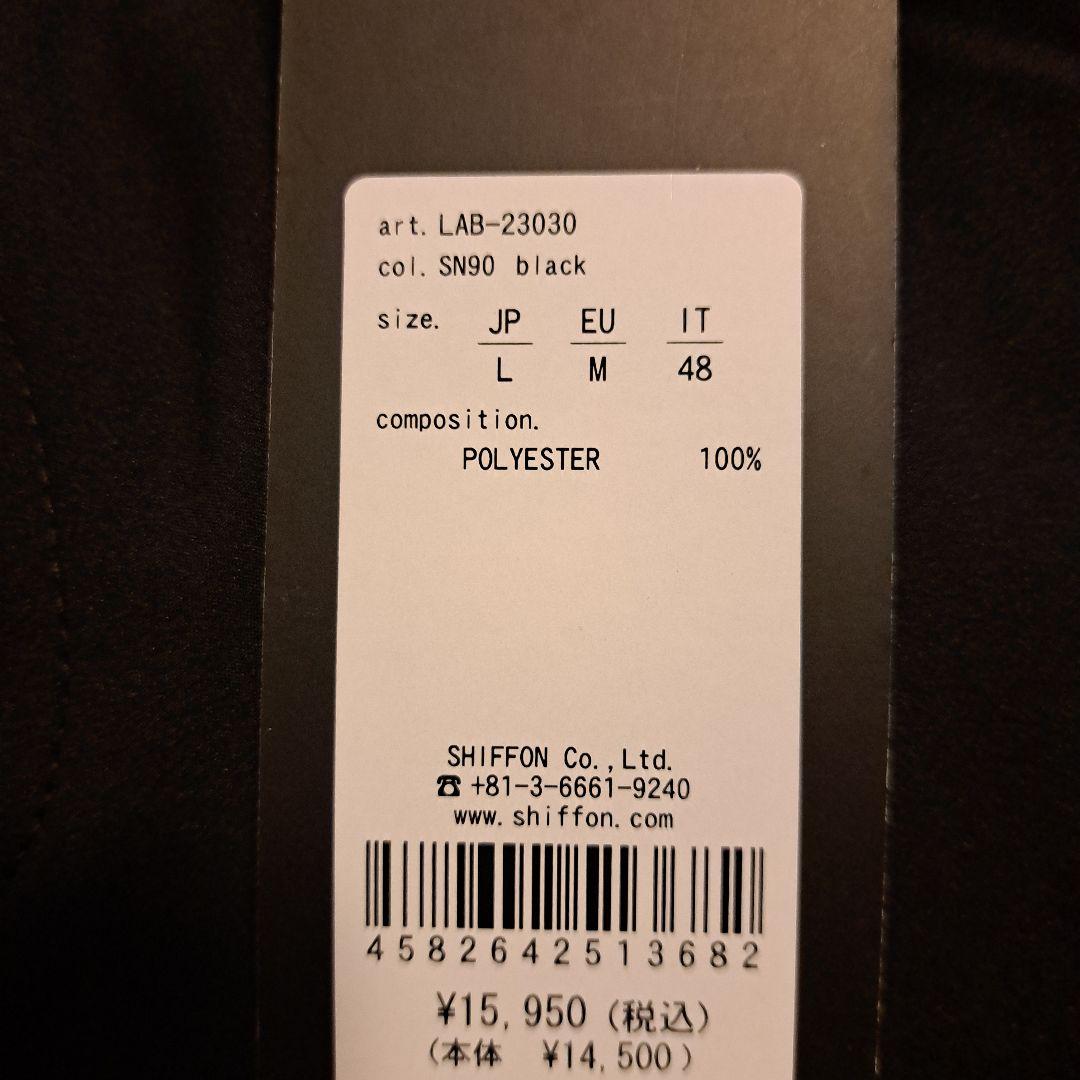 art. LAB-23030
col. SN90 black
size. JP EU IT
L M 48
composition.
POLYESTER 100%
SHIFFON Co.,Ltd.
☎ +81-3-6661-9240
www.shiffon.com
4582642513682
¥15,950 (税込)
(本体 ¥14,500)